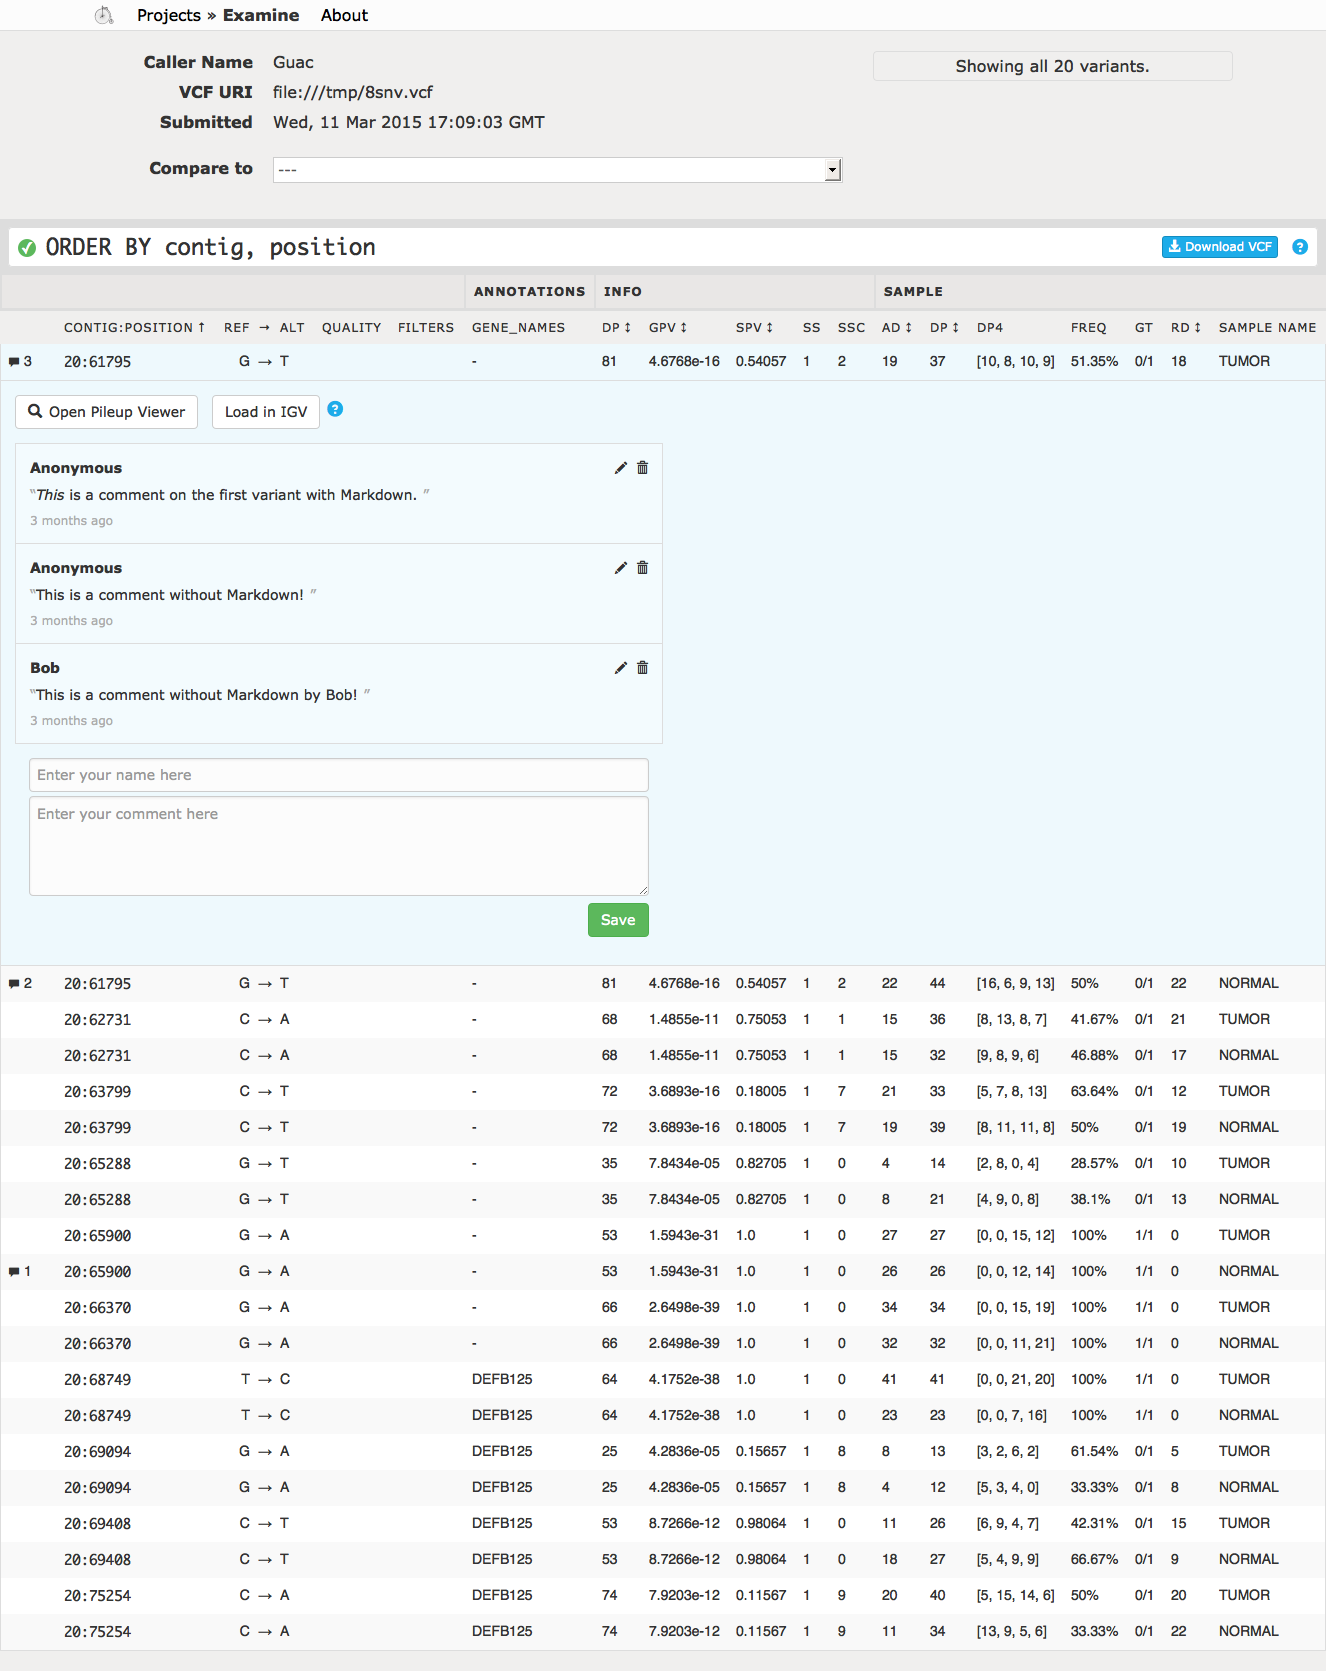 Projects » Examine About
Caller Name Guac
Showing all 20 variants.
VCF URI file:///tmp/8snv.vcf
Submitted Wed, 11 Mar 2015 17:09:03 GMT
Compare to ---
ORDER BY contig, position
Download VCF ?
ANNOTATIONS INFO SAMPLE
CONTIG:POSITION ↑ REF → ALT QUALITY FILTERS GENE_NAMES DP ↕ GPV ↕ SPV ↕ SS SSC AD ↕ DP ↕ DP4 FREQ GT RD ↕ SAMPLE NAME
3 20:61795 G → T - 81 4.6768e-16 0.54057 1 2 19 37 [10, 8, 10, 9] 51.35% 0/1 18 TUMOR
Open Pileup Viewer Load in IGV ?
Anonymous
“This is a comment on the first variant with Markdown. ”
3 months ago
Anonymous
“This is a comment without Markdown! ”
3 months ago
Bob
“This is a comment without Markdown by Bob! ”
3 months ago
Enter your name here
Enter your comment here
Save
2 20:61795 G → T - 81 4.6768e-16 0.54057 1 2 22 44 [16, 6, 9, 13] 50% 0/1 22 NORMAL
20:62731 C → A - 68 1.4855e-11 0.75053 1 1 15 36 [8, 13, 8, 7] 41.67% 0/1 21 TUMOR
20:62731 C → A - 68 1.4855e-11 0.75053 1 1 15 32 [9, 8, 9, 6] 46.88% 0/1 17 NORMAL
20:63799 C → T - 72 3.6893e-16 0.18005 1 7 21 33 [5, 7, 8, 13] 63.64% 0/1 12 TUMOR
20:63799 C → T - 72 3.6893e-16 0.18005 1 7 19 39 [8, 11, 11, 8] 50% 0/1 19 NORMAL
20:65288 G → T - 35 7.8434e-05 0.82705 1 0 4 14 [2, 8, 0, 4] 28.57% 0/1 10 TUMOR
20:65288 G → T - 35 7.8434e-05 0.82705 1 0 8 21 [4, 9, 0, 8] 38.1% 0/1 13 NORMAL
20:65900 G → A - 53 1.5943e-31 1.0 1 0 27 27 [0, 0, 15, 12] 100% 1/1 0 TUMOR
1 20:65900 G → A - 53 1.5943e-31 1.0 1 0 26 26 [0, 0, 12, 14] 100% 1/1 0 NORMAL
20:66370 G → A - 66 2.6498e-39 1.0 1 0 34 34 [0, 0, 15, 19] 100% 1/1 0 TUMOR
20:66370 G → A - 66 2.6498e-39 1.0 1 0 32 32 [0, 0, 11, 21] 100% 1/1 0 NORMAL
20:68749 T → C DEFB125 64 4.1752e-38 1.0 1 0 41 41 [0, 0, 21, 20] 100% 1/1 0 TUMOR
20:68749 T → C DEFB125 64 4.1752e-38 1.0 1 0 23 23 [0, 0, 7, 16] 100% 1/1 0 NORMAL
20:69094 G → A DEFB125 25 4.2836e-05 0.15657 1 8 8 13 [3, 2, 6, 2] 61.54% 0/1 5 TUMOR
20:69094 G → A DEFB125 25 4.2836e-05 0.15657 1 8 4 12 [5, 3, 4, 0] 33.33% 0/1 8 NORMAL
20:69408 C → T DEFB125 53 8.7266e-12 0.98064 1 0 11 26 [6, 9, 4, 7] 42.31% 0/1 15 TUMOR
20:69408 C → T DEFB125 53 8.7266e-12 0.98064 1 0 18 27 [5, 4, 9, 9] 66.67% 0/1 9 NORMAL
20:75254 C → A DEFB125 74 7.9203e-12 0.11567 1 9 20 40 [5, 15, 14, 6] 50% 0/1 20 TUMOR
20:75254 C → A DEFB125 74 7.9203e-12 0.11567 1 9 11 34 [13, 9, 5, 6] 33.33% 0/1 22 NORMAL